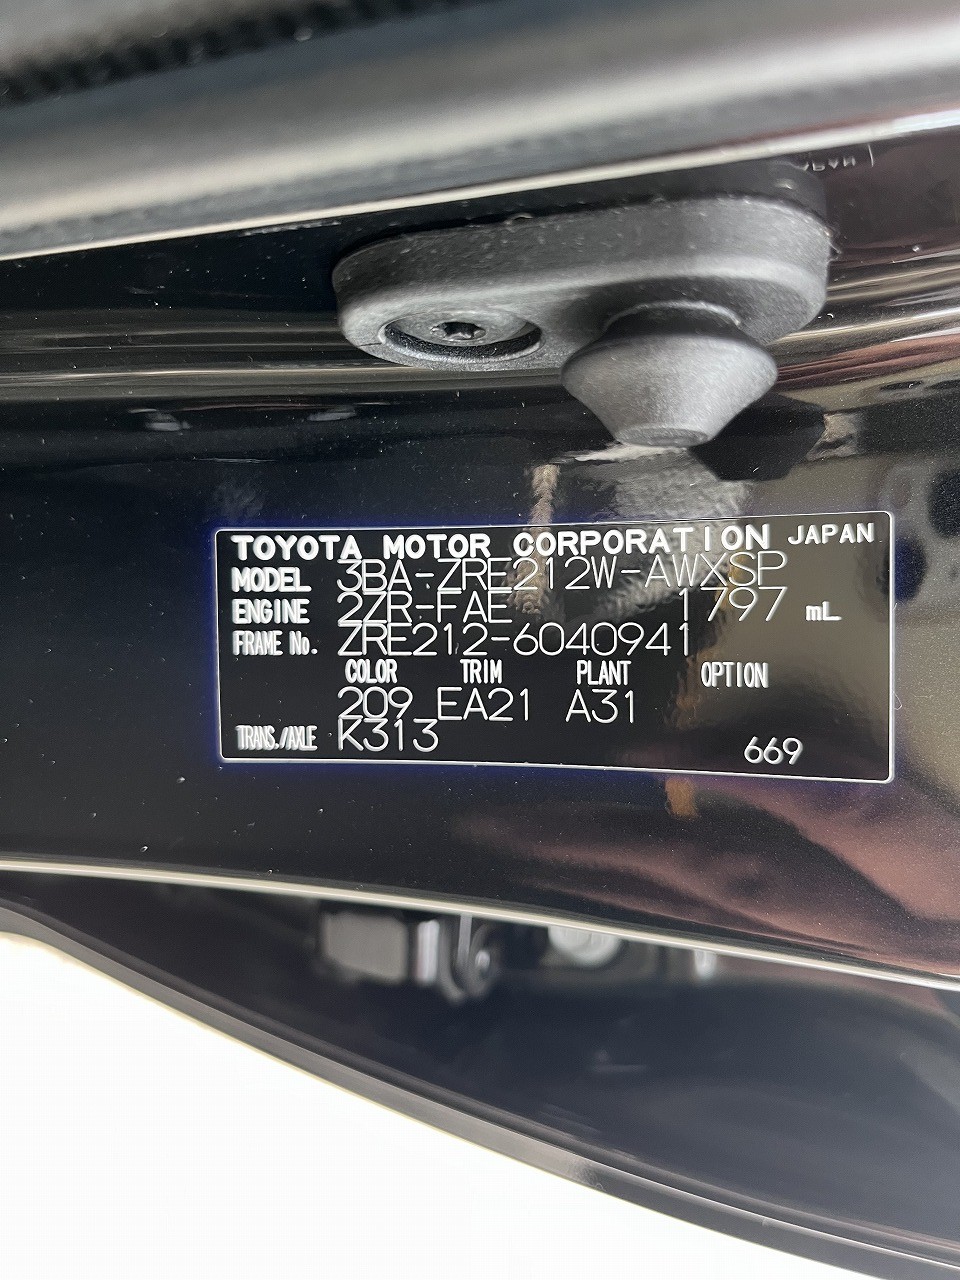 TOYOTA MOTOR CORPORATION JAPAN
MODEL 3BA-ZRE212W-AWXSP
ENGINE 2ZR-FAE 1797 mL
FRAME No. ZRE212-6040941
COLOR TRIM PLANT OPTION
209 EA21 A31
TRANS./AXLE K313
669